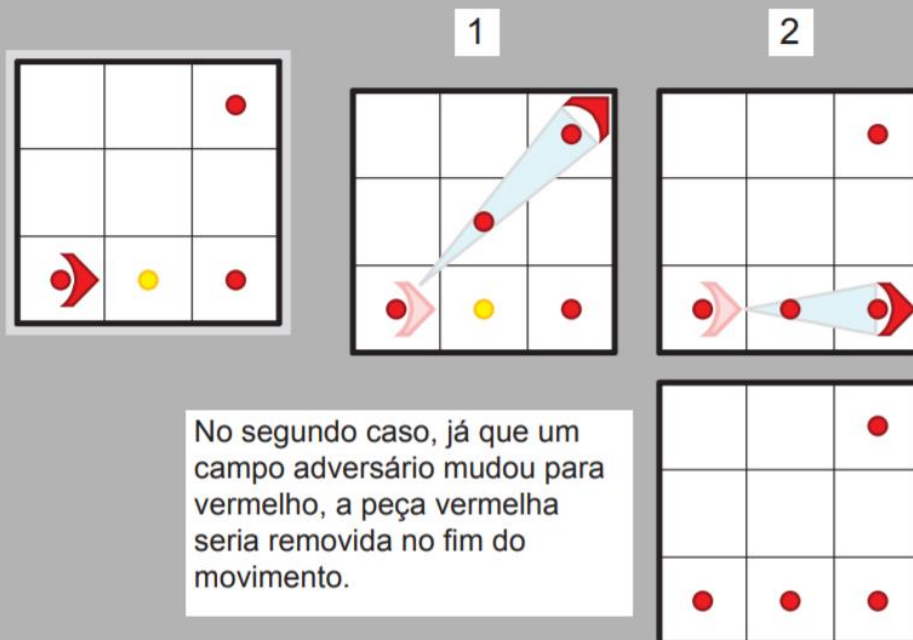 1
2
No segundo caso, já que um
campo adversário mudou para
vermelho, a peça vermelha
seria removida no fim do
movimento.